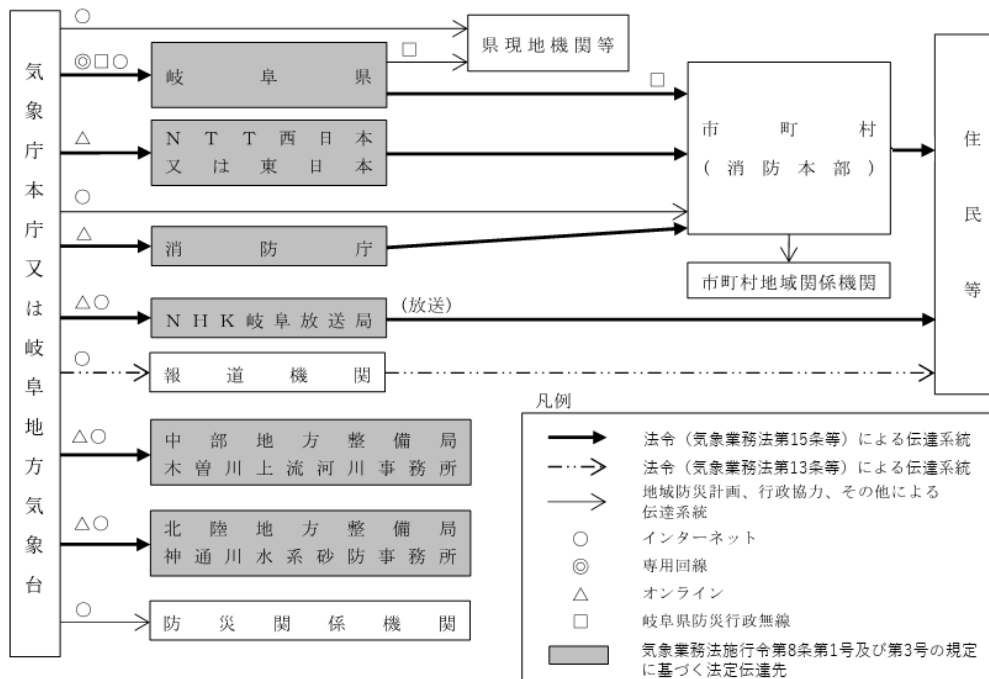 気象庁本庁又は岐阜地方気象台
○
県現地機関等
◎□○
岐阜県
□
□
△
NTT西日本
又は東日本
市町村
(消防本部)
住民等
○
△
消防庁
市町村地域関係機関
△○
NHK岐阜放送局
(放送)
○
報道機関
△○
中部地方整備局
木曽川上流河川事務所
△○
北陸地方整備局
神通川水系砂防事務所
○
防災関係機関
凡例
法令(気象業務法第15条等)による伝達系統
法令(気象業務法第13条等)による伝達系統
地域防災計画、行政協力、その他による
伝達系統
○ インターネット
◎ 専用回線
△ オンライン
□ 岐阜県防災行政無線
気象業務法施行令第8条第1号及び第3号の規定
に基づく法定伝達先